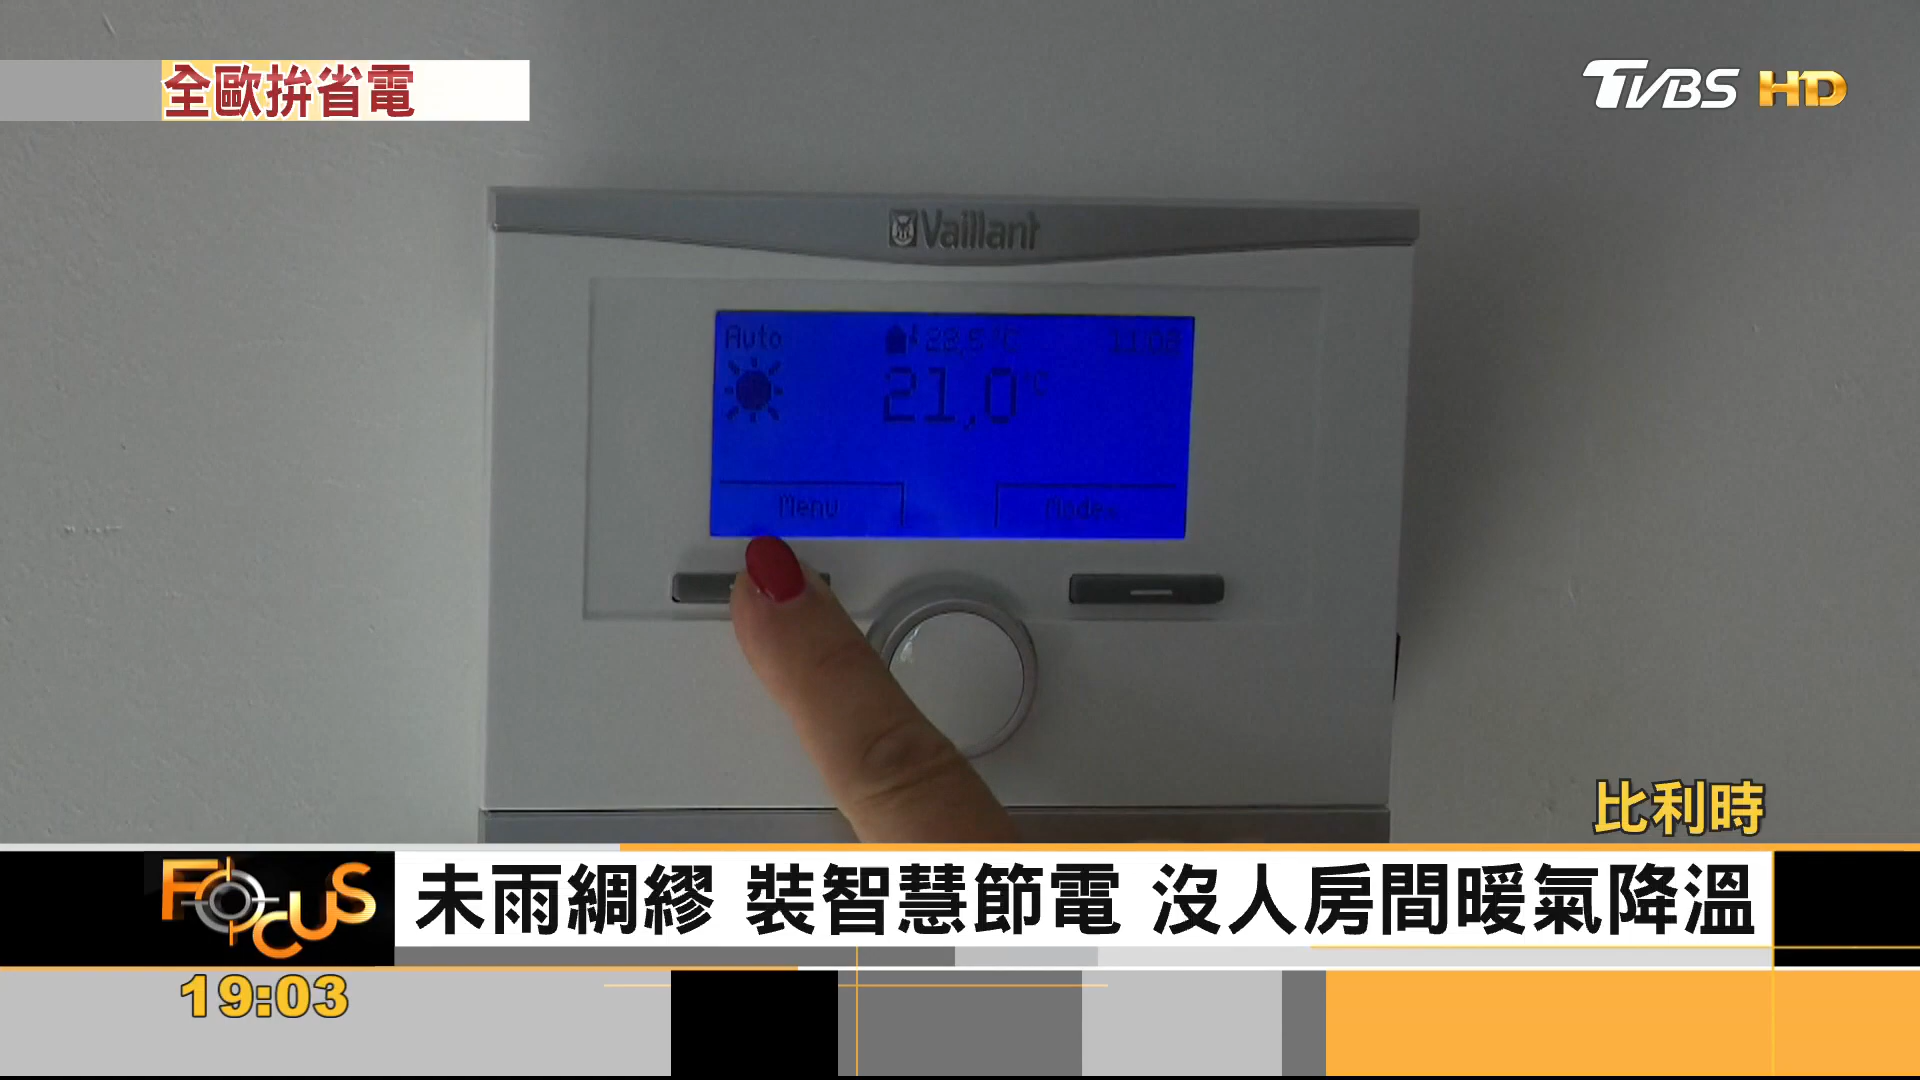 全歐拚省電
TVBS HD
Vaillant
Auto
21,0 °C
Menu
比利時
FOCUS
未雨綢繆 裝智慧節電 沒人房間暖氣降溫
19:03